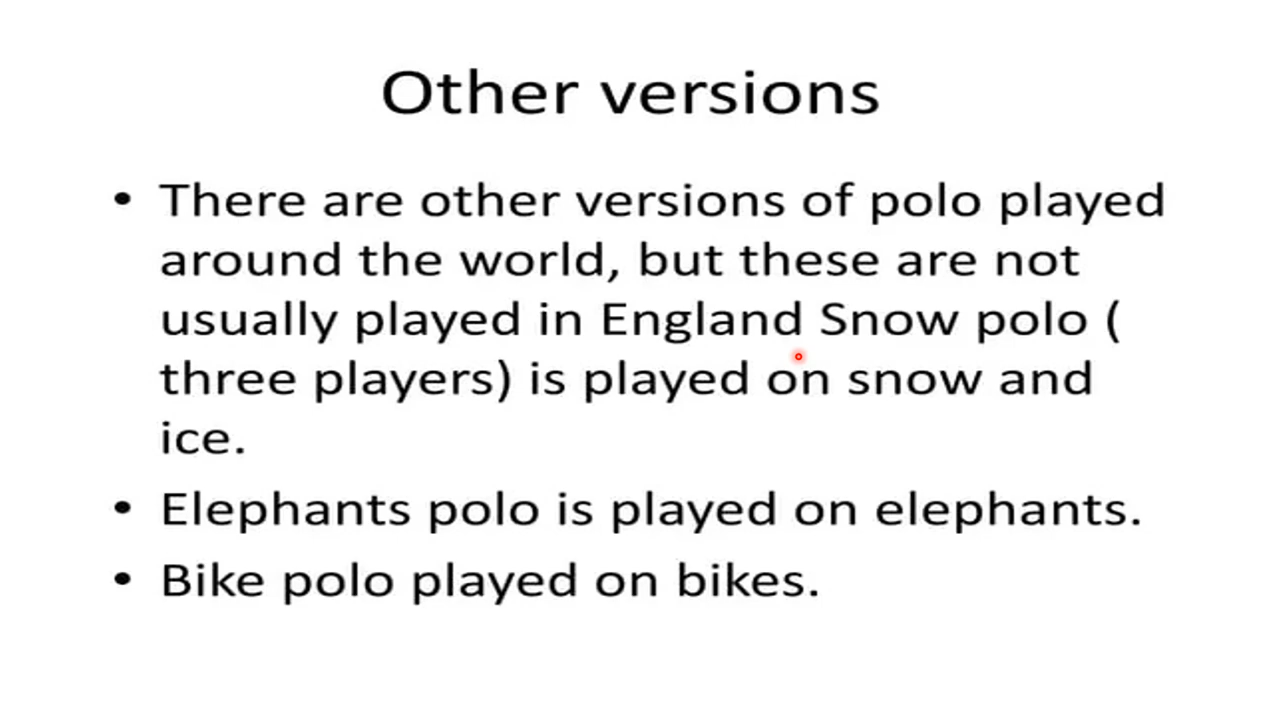 Other versions
• There are other versions of polo played
around the world, but these are not
usually played in England Snow polo (
three players) is played on snow and
ice.
• Elephants polo is played on elephants.
• Bike polo played on bikes.